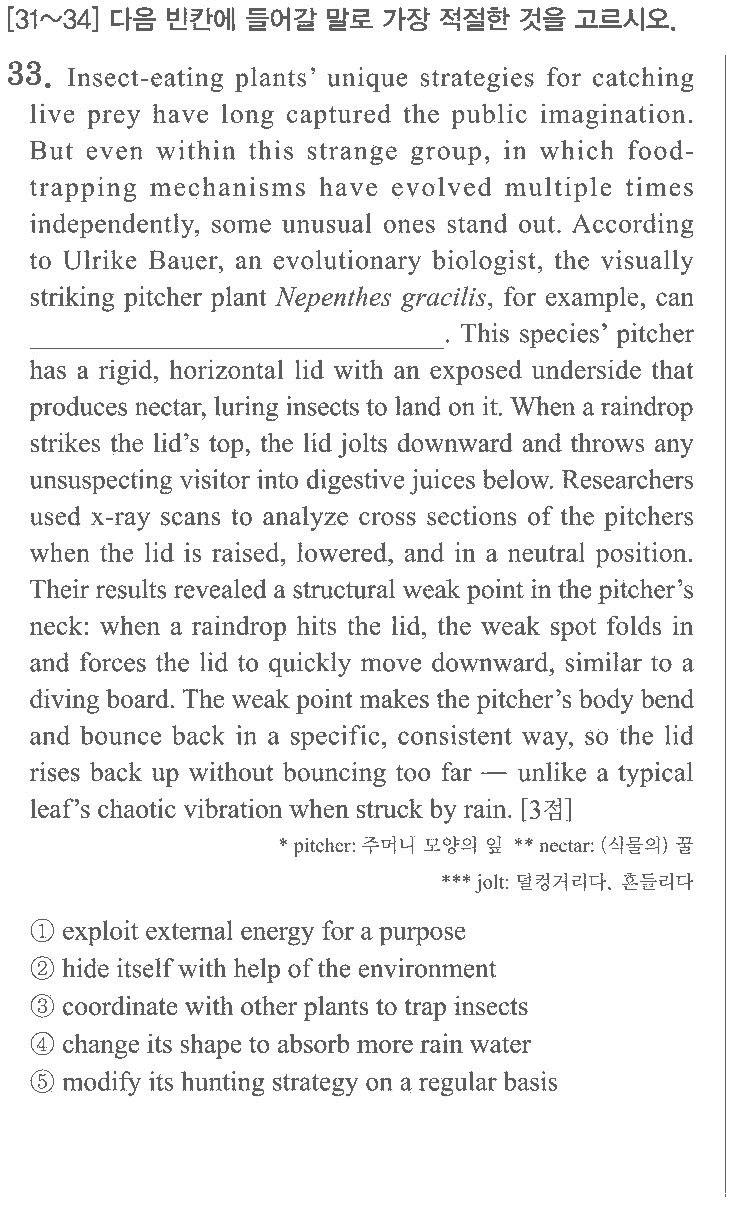 [31~34] 다음 빈칸에 들어갈 말로 가장 적절한 것을 고르시오.
33. Insect-eating plants’ unique strategies for catching
live prey have long captured the public imagination.
But even within this strange group, in which food-
trapping mechanisms have evolved multiple times
independently, some unusual ones stand out. According
to Ulrike Bauer, an evolutionary biologist, the visually
striking pitcher plant Nepenthes gracilis, for example, can
______________________________. This species’ pitcher
has a rigid, horizontal lid with an exposed underside that
produces nectar, luring insects to land on it. When a raindrop
strikes the lid’s top, the lid jolts downward and throws any
unsuspecting visitor into digestive juices below. Researchers
used x-ray scans to analyze cross sections of the pitchers
when the lid is raised, lowered, and in a neutral position.
Their results revealed a structural weak point in the pitcher’s
neck: when a raindrop hits the lid, the weak spot folds in
and forces the lid to quickly move downward, similar to a
diving board. The weak point makes the pitcher’s body bend
and bounce back in a specific, consistent way, so the lid
rises back up without bouncing too far — unlike a typical
leaf’s chaotic vibration when struck by rain. [3점]
* pitcher: 주머니 모양의 잎 ** nectar: (식물의) 꿀
*** jolt: 덜컹거리다, 흔들리다
① exploit external energy for a purpose
② hide itself with help of the environment
③ coordinate with other plants to trap insects
④ change its shape to absorb more rain water
⑤ modify its hunting strategy on a regular basis